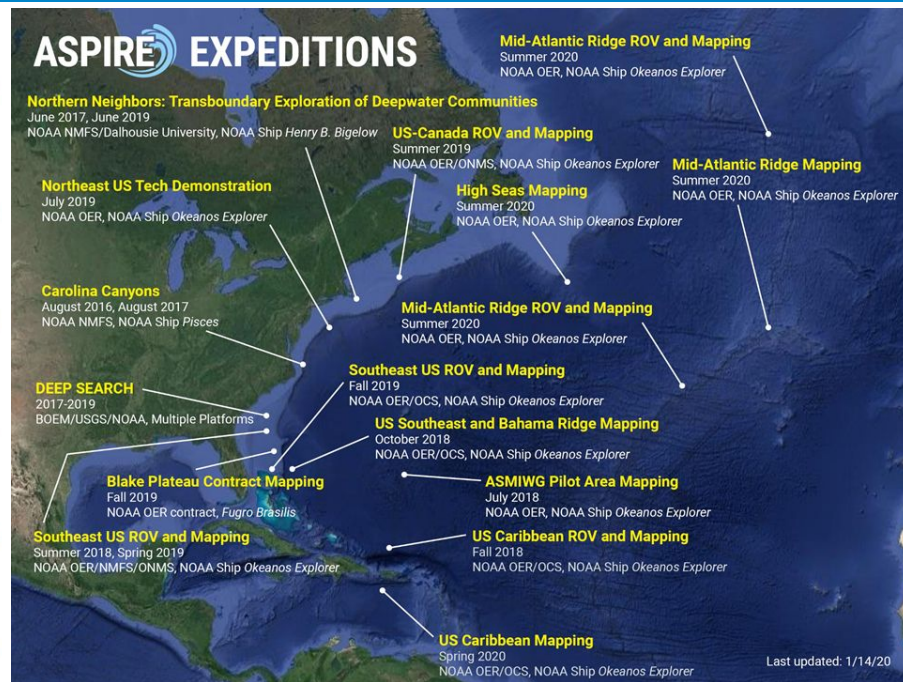 ASPIRE EXPEDITIONS
Mid-Atlantic Ridge ROV and Mapping
Summer 2020
NOAA OER, NOAA Ship Okeanos Explorer
Northern Neighbors: Transboundary Exploration of Deepwater Communities
June 2017, June 2019
NOAA NMFS/Dalhousie University, NOAA Ship Henry B. Bigelow
US-Canada ROV and Mapping
Summer 2019
NOAA OER/ONMS, NOAA Ship Okeanos Explorer
Mid-Atlantic Ridge Mapping
Summer 2020
NOAA OER, NOAA Ship Okeanos Explorer
Northeast US Tech Demonstration
July 2019
NOAA OER, NOAA Ship Okeanos Explorer
High Seas Mapping
Summer 2020
NOAA OER, NOAA Ship Okeanos Explorer
Carolina Canyons
August 2016, August 2017
NOAA NMFS, NOAA Ship Pisces
Mid-Atlantic Ridge ROV and Mapping
Summer 2020
NOAA OER, NOAA Ship Okeanos Explorer
Southeast US ROV and Mapping
Fall 2019
NOAA OER/OCS, NOAA Ship Okeanos Explorer
DEEP SEARCH
2017-2019
BOEM/USGS/NOAA, Multiple Platforms
US Southeast and Bahama Ridge Mapping
October 2018
NOAA OER/OCS, NOAA Ship Okeanos Explorer
Blake Plateau Contract Mapping
Fall 2019
NOAA OER contract, Fugro Brasilis
ASMIWG Pilot Area Mapping
July 2018
NOAA OER, NOAA Ship Okeanos Explorer
Southeast US ROV and Mapping
Summer 2018, Spring 2019
NOAA OER/NMFS/ONMS, NOAA Ship Okeanos Explorer
US Caribbean ROV and Mapping
Fall 2018
NOAA OER/OCS, NOAA Ship Okeanos Explorer
US Caribbean Mapping
Spring 2020
NOAA OER/OCS, NOAA Ship Okeanos Explorer
Last updated: 1/14/20